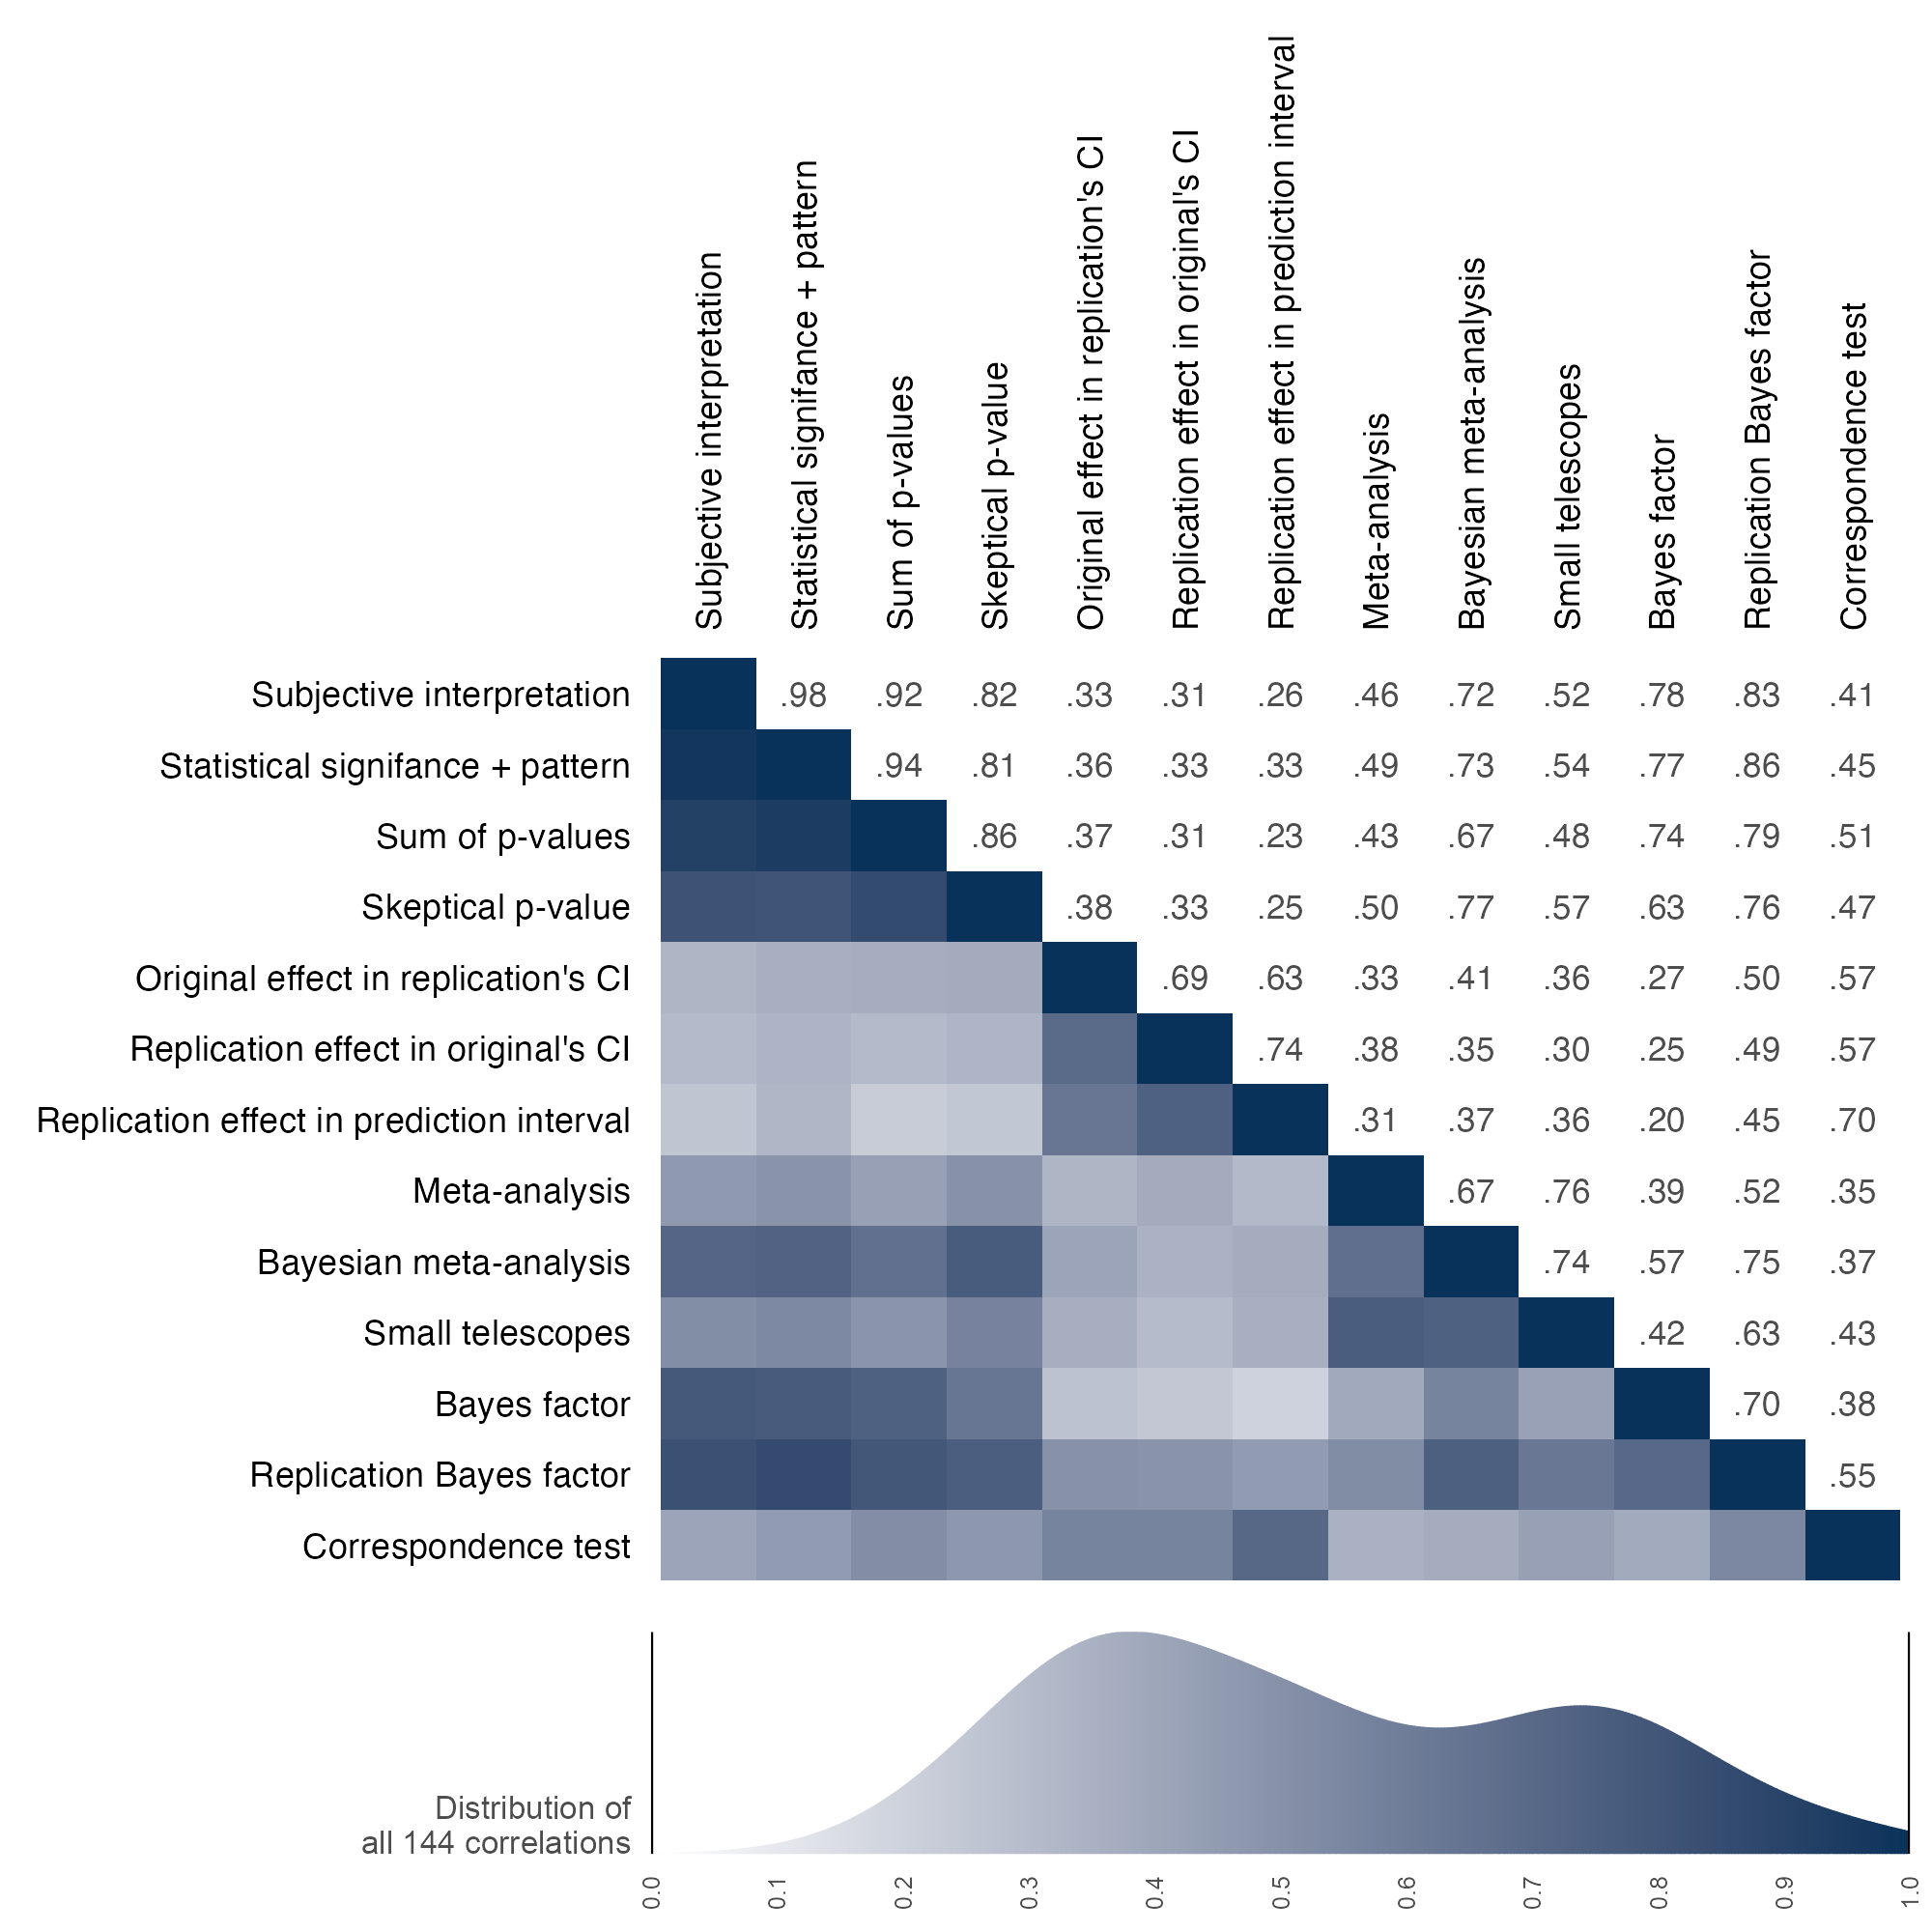 Subjective interpretation
Statistical signifance + pattern
Sum of p-values
Skeptical p-value
Original effect in replication's CI
Replication effect in original's CI
Replication effect in prediction interval
Meta-analysis
Bayesian meta-analysis
Small telescopes
Bayes factor
Replication Bayes factor
Correspondence test
Subjective interpretation .98 .92 .82 .33 .31 .26 .46 .72 .52 .78 .83 .41
Statistical signifance + pattern .94 .81 .36 .33 .33 .49 .73 .54 .77 .86 .45
Sum of p-values .86 .37 .31 .23 .43 .67 .48 .74 .79 .51
Skeptical p-value .38 .33 .25 .50 .77 .57 .63 .76 .47
Original effect in replication's CI .69 .63 .33 .41 .36 .27 .50 .57
Replication effect in original's CI .74 .38 .35 .30 .25 .49 .57
Replication effect in prediction interval .31 .37 .36 .20 .45 .70
Meta-analysis .67 .76 .39 .52 .35
Bayesian meta-analysis .74 .57 .75 .37
Small telescopes .42 .63 .43
Bayes factor .70 .38
Replication Bayes factor .55
Correspondence test
Distribution of
all 144 correlations
0.0 0.1 0.2 0.3 0.4 0.5 0.6 0.7 0.8 0.9 1.0